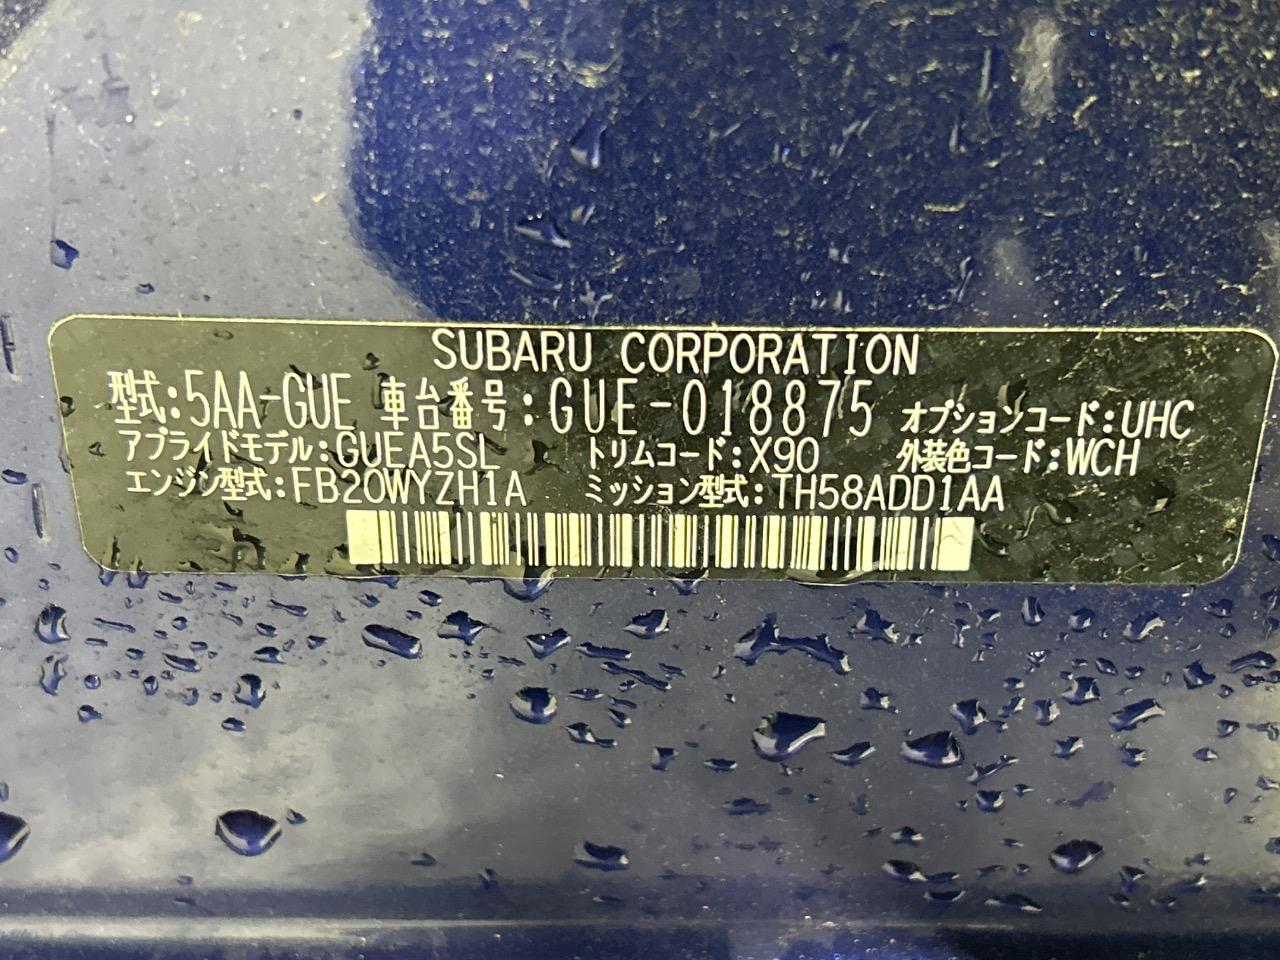 SUBARU CORPORATION
型式:5AA-GUE 車台番号:GUE-018875 オプションコード:UHC
アプライドモデル:GUEA5SL トリムコード:X90 外装色コード:WCH
エンジン型式:FB20WYZH1A ミッション型式:TH58ADD1AA